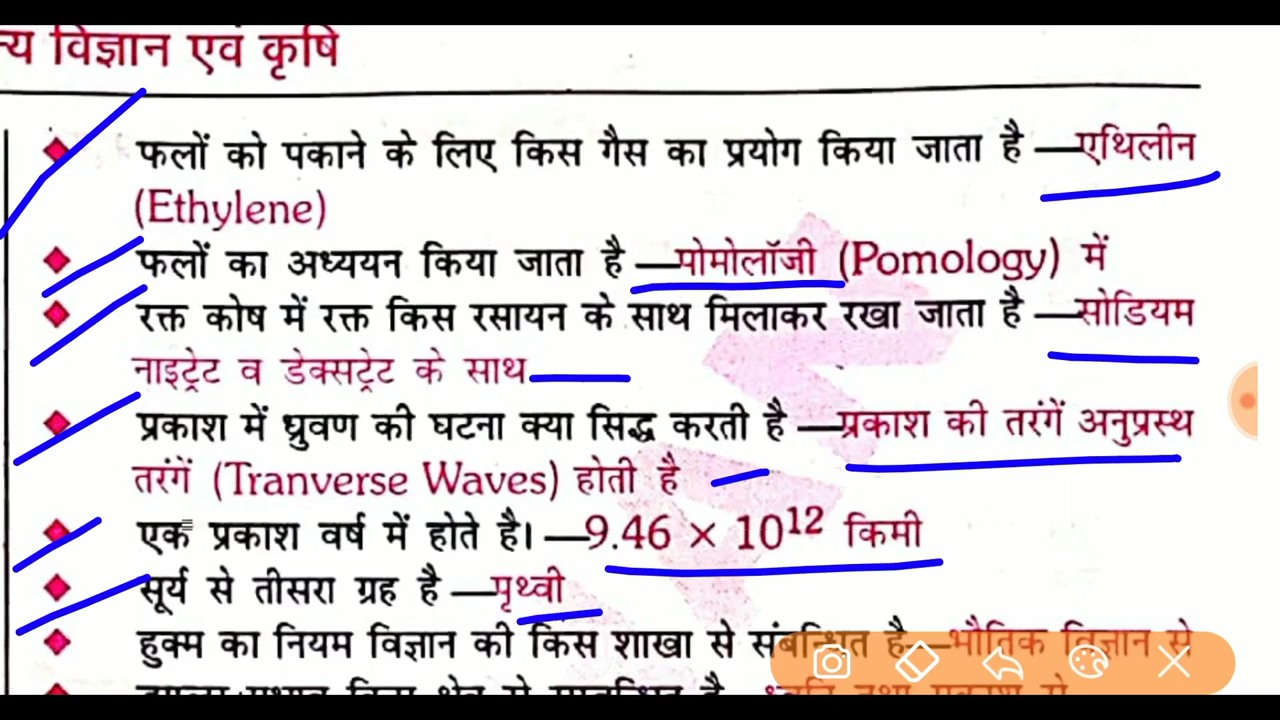 न्य विज्ञान एवं कृषि
फलों को पकाने के लिए किस गैस का प्रयोग किया जाता है —एथिलीन
(Ethylene)
फलों का अध्ययन किया जाता है —पोमोलॉजी (Pomology) में
रक्त कोष में रक्त किस रसायन के साथ मिलाकर रखा जाता है —सोडियम
नाइट्रेट व डेक्सट्रेट के साथ
प्रकाश में ध्रुवण की घटना क्या सिद्ध करती है —प्रकाश की तरंगें अनुप्रस्थ
तरंगें (Tranverse Waves) होती है
एक प्रकाश वर्ष में होते है। —9.46 × 10¹² किमी
सूर्य से तीसरा ग्रह है —पृथ्वी
हुक्म का नियम विज्ञान की किस शाखा से संबन्धित है—भौतिक विज्ञान से